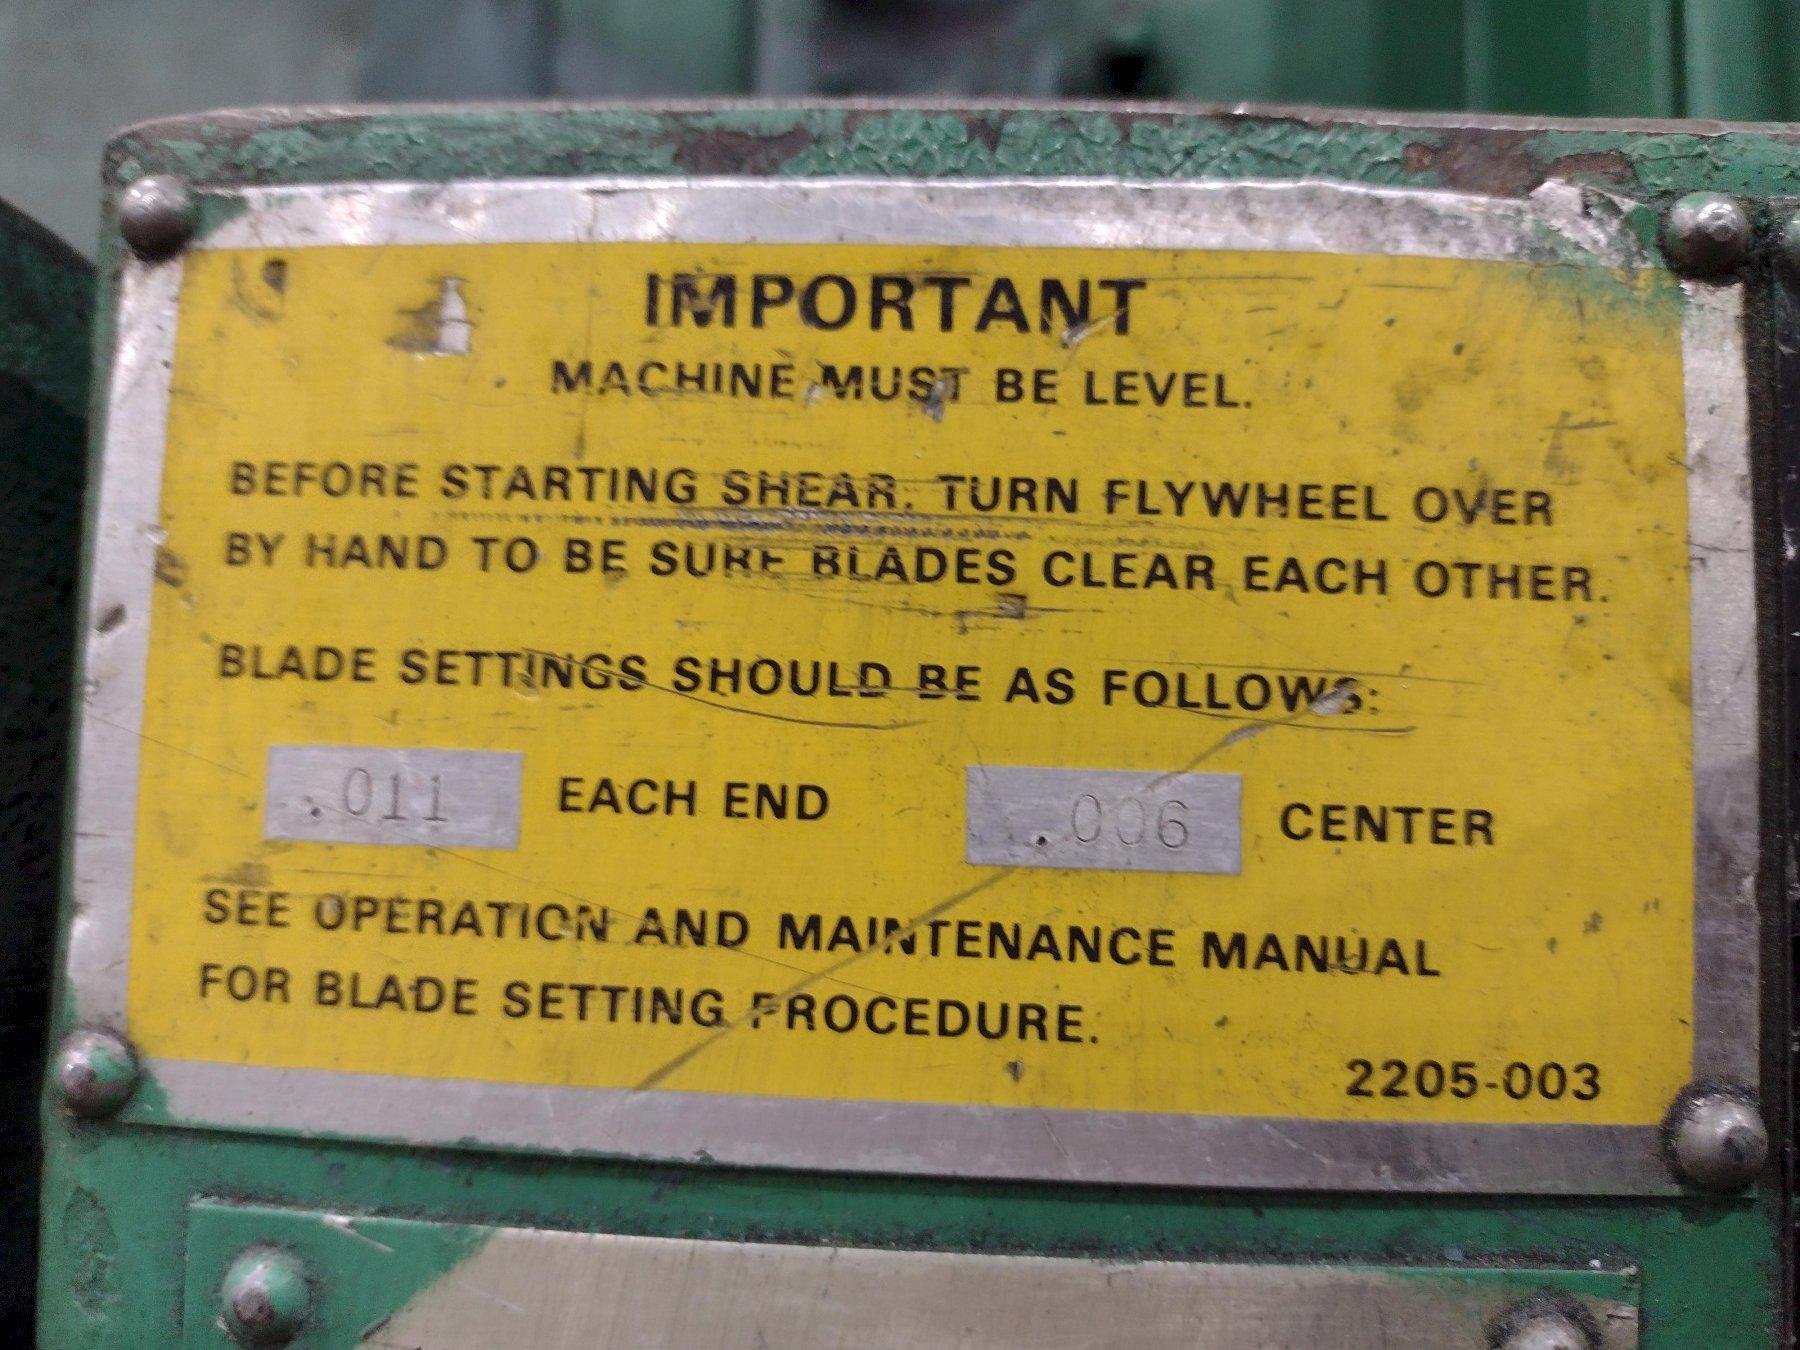 IMPORTANT
MACHINE MUST BE LEVEL.
BEFORE STARTING SHEAR, TURN FLYWHEEL OVER
BY HAND TO BE SURE BLADES CLEAR EACH OTHER.
BLADE SETTINGS SHOULD BE AS FOLLOWS:
.011 EACH END .006 CENTER
SEE OPERATION AND MAINTENANCE MANUAL
FOR BLADE SETTING PROCEDURE.
2205-003